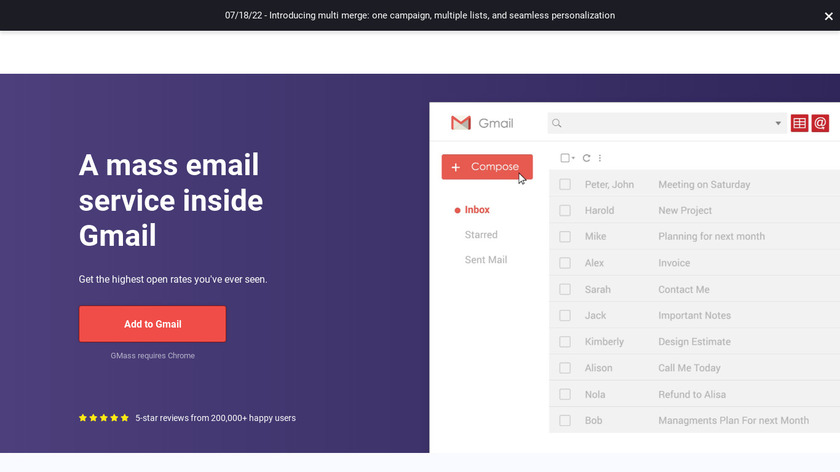 07/18/22 - Introducing multi merge: one campaign, multiple lists, and seamless personalization
A mass email
service inside
Gmail
Get the highest open rates you've ever seen.
Add to Gmail
GMass requires Chrome
5-star reviews from 200,000+ happy users
Gmail
Compose
Inbox
Starred
Sent Mail
Peter, John Meeting on Saturday
Harold New Project
Mike Planning for next month
Alex Invoice
Sarah Contact Me
Jack Important Notes
Kimberly Design Estimate
Alison Call Me Today
Nola Refund to Alisa
Bob Managments Plan For next Month